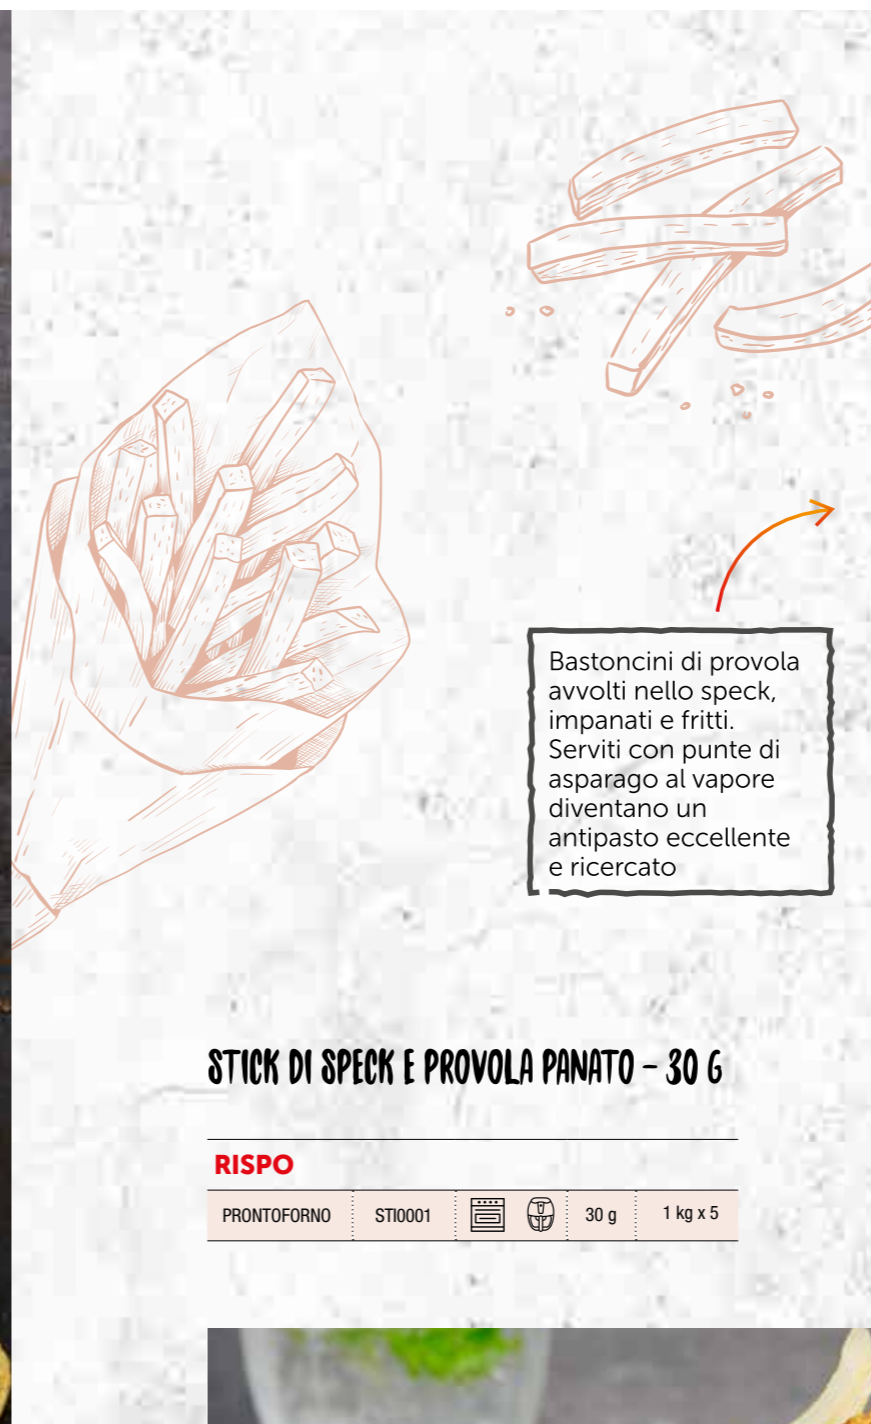 Bastoncini di provola
avvolti nello speck,
impanati e fritti.
Serviti con punte di
asparago al vapore
diventano un
antipasto eccellente
e ricercato
STICK DI SPECK E PROVOLA PANATO – 30 G
RISPO
PRONTOFORNO STI0001 30 g 1 kg x 5